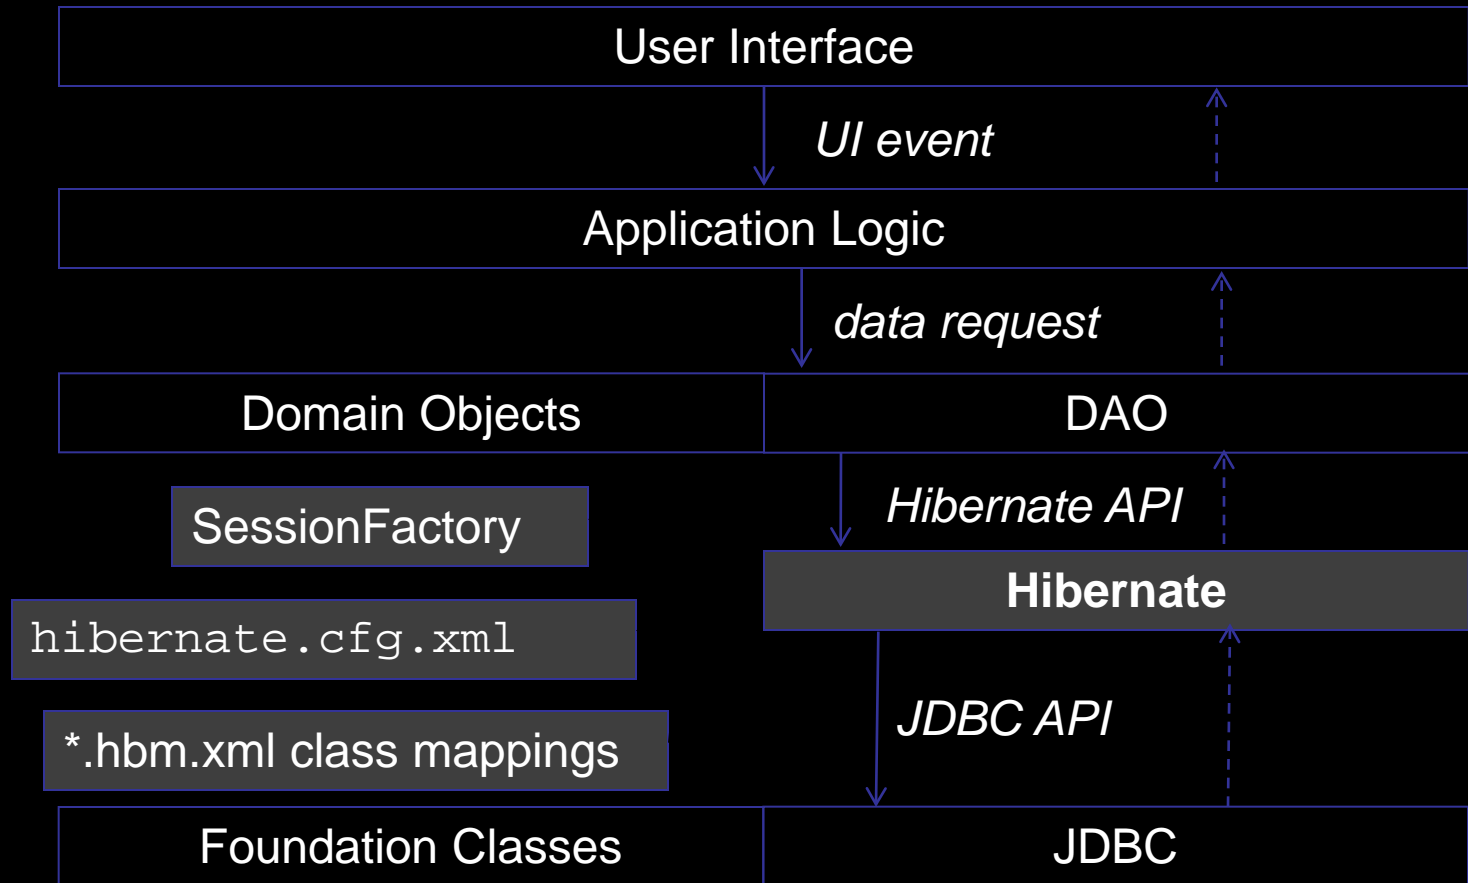 User Interface
UI event
Application Logic
data request
Domain Objects
DAO
Hibernate API
SessionFactory
Hibernate
hibernate.cfg.xml
JDBC API
*.hbm.xml class mappings
Foundation Classes
JDBC